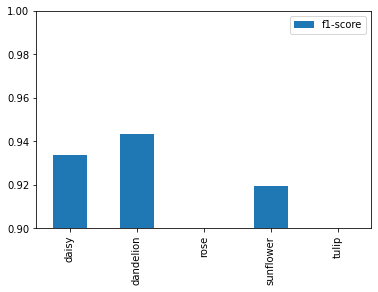 f1-score
1.00
0.98
0.96
0.94
0.92
0.90
daisy
dandelion
rose
sunflower
tulip